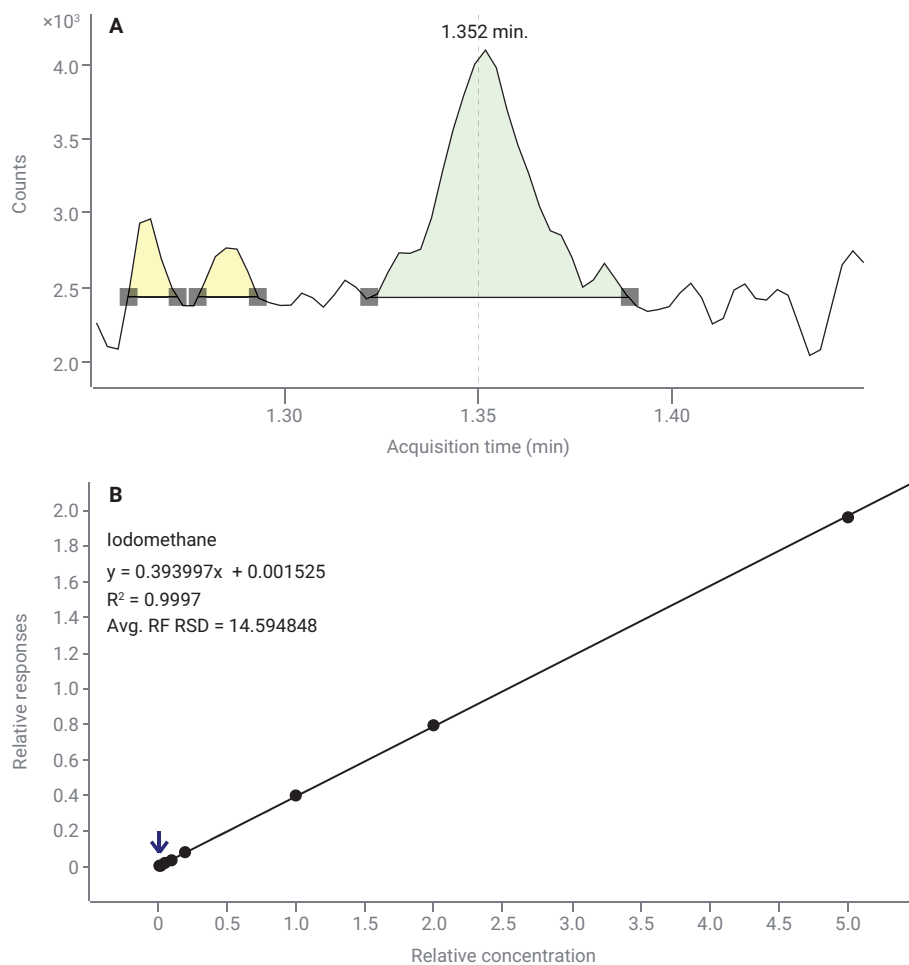 ×10³
A
1.352 min.
4.0
3.5
3.0
2.5
2.0
Counts
1.30
1.35
1.40
Acquisition time (min)
B
2.0
1.8
1.6
1.4
1.2
1.0
0.8
0.6
0.4
0.2
0
Iodomethane
y = 0.393997x + 0.001525
R² = 0.9997
Avg. RF RSD = 14.594848
Relative responses
0
0.5
1.0
1.5
2.0
2.5
3.0
3.5
4.0
4.5
5.0
Relative concentration